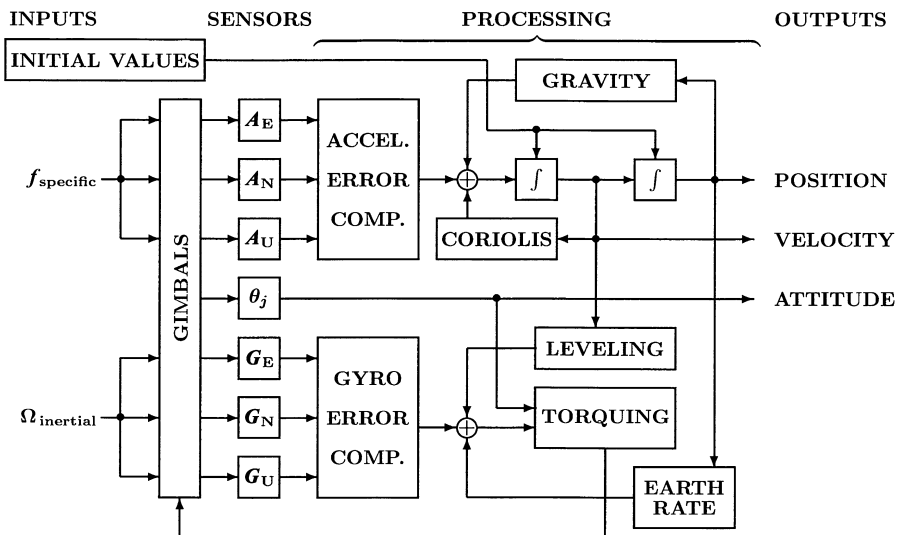 INPUTS
SENSORS
PROCESSING
OUTPUTS
INITIAL VALUES
GRAVITY
A_E
ACCEL.
ERROR
COMP.
f_specific
A_N
∫
∫
POSITION
A_U
CORIOLIS
VELOCITY
GIMBALS
θ_j
ATTITUDE
LEVELING
G_E
GYRO
ERROR
COMP.
Ω_inertial
G_N
TORQUING
G_U
EARTH
RATE